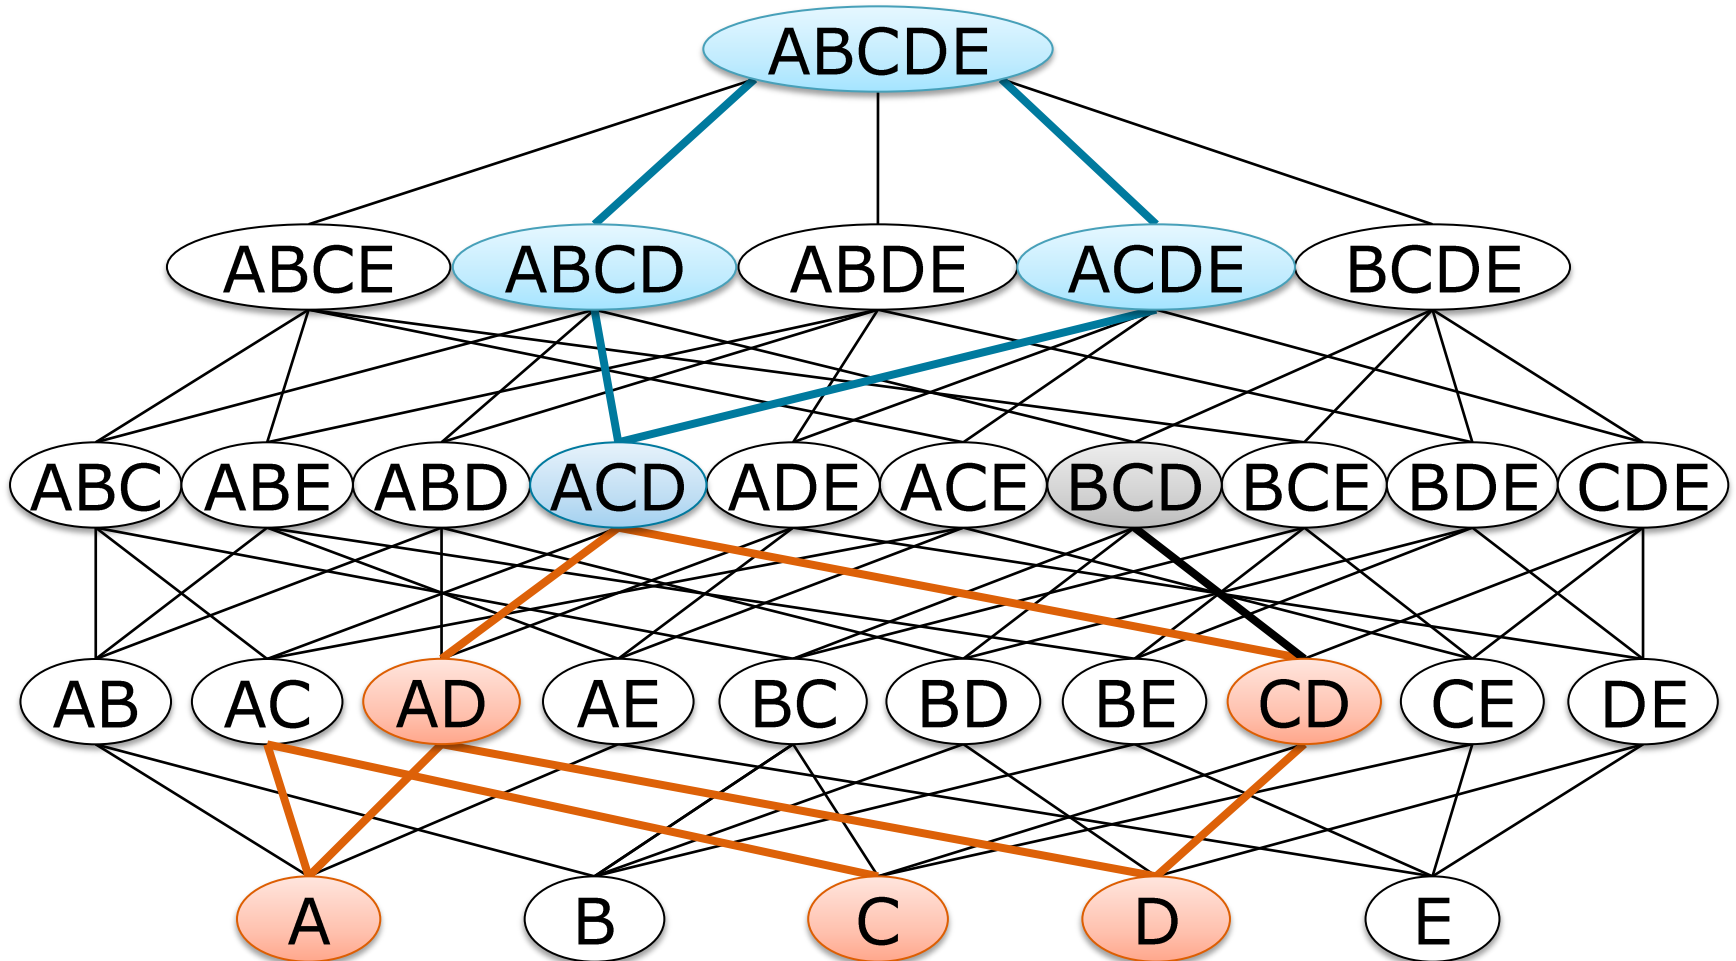 ABCDE
ABCE ABCD ABDE ACDE BCDE
ABC ABE ABD ACD ADE ACE BCD BCE BDE CDE
AB AC AD AE BC BD BE CD CE DE
A B C D E